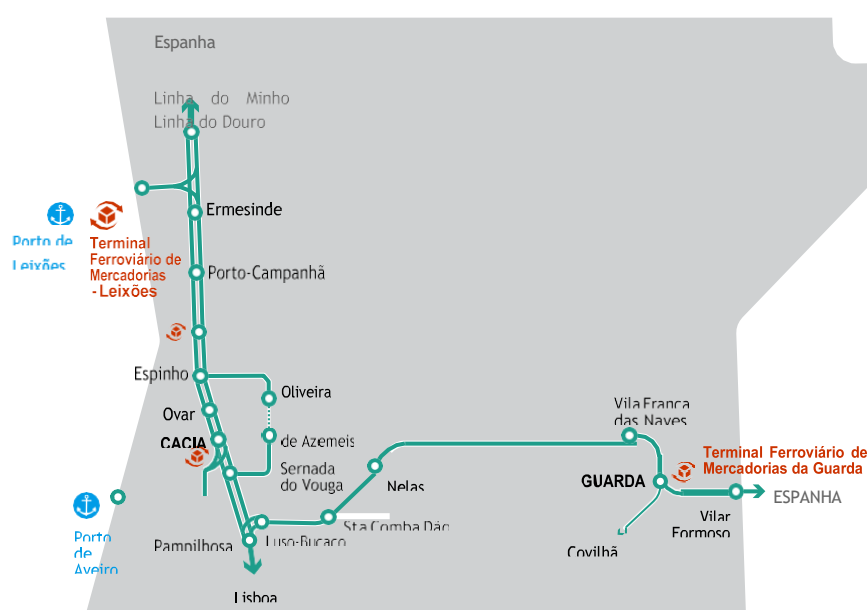 Espanha
Linha do Minho
Linha do Douro
Ermesinde
Porto de
Leixões
Terminal
Ferroviário de
Mercadorias
- Leixões
Porto-Campanhã
Espinho
Oliveira
Ovar
CACIA
de Azemeis
Sernada
do Vouga
Nelas
Vila Franca
das Naves
Terminal Ferroviário de
Mercadorias da Guarda
GUARDA
ESPANHA
Vilar
Formoso
Sta Comba Dão
Luso-Buçaco
Pampilhosa
Porto
de
Aveiro
Covilhã
Lisboa